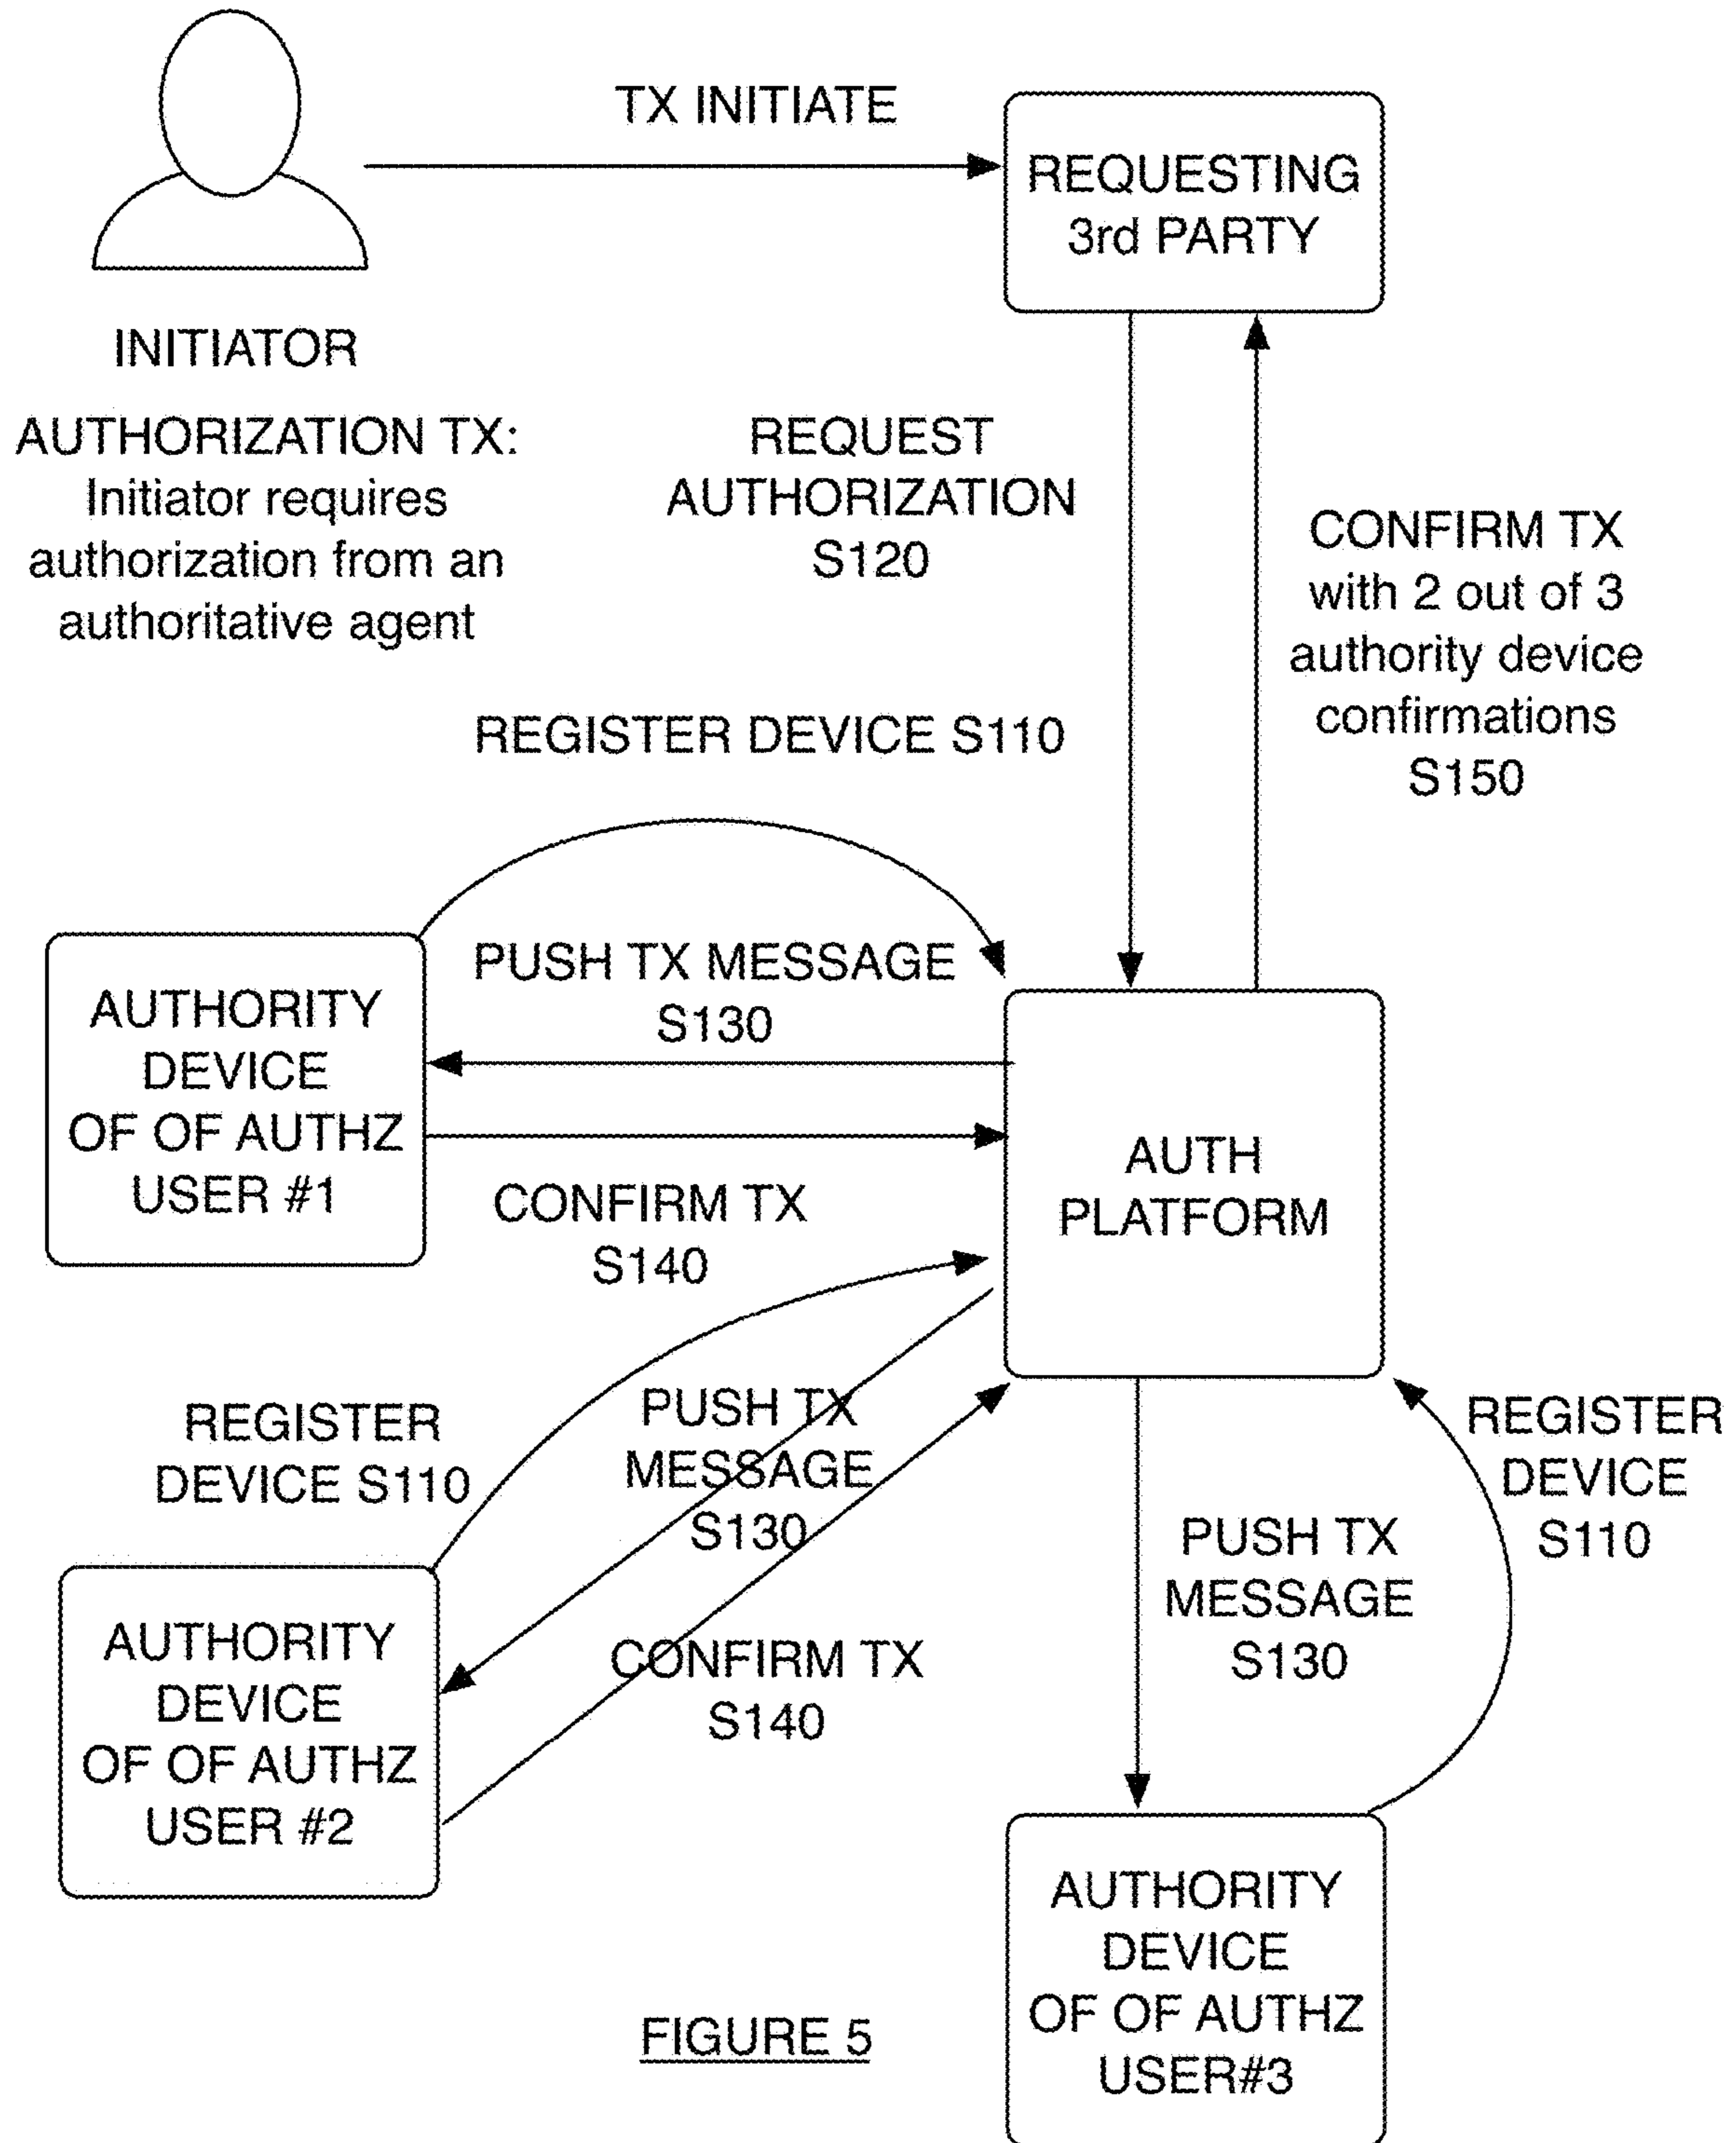 TX INITIATE
REQUESTING
3rd PARTY
INITIATOR
AUTHORIZATION TX:
Initiator requires
authorization from an
authoritative agent
REQUEST
AUTHORIZATION
S120
CONFIRM TX
with 2 out of 3
authority device
confirmations
S150
REGISTER DEVICE S110
PUSH TX MESSAGE
S130
AUTHORITY
DEVICE
OF OF AUTHZ
USER #1
CONFIRM TX
S140
AUTH
PLATFORM
REGISTER
DEVICE S110
PUSH TX
MESSAGE
S130
REGISTER
DEVICE
S110
PUSH TX
MESSAGE
S130
AUTHORITY
DEVICE
OF OF AUTHZ
USER #2
CONFIRM TX
S140
AUTHORITY
DEVICE
OF OF AUTHZ
USER#3
FIGURE 5